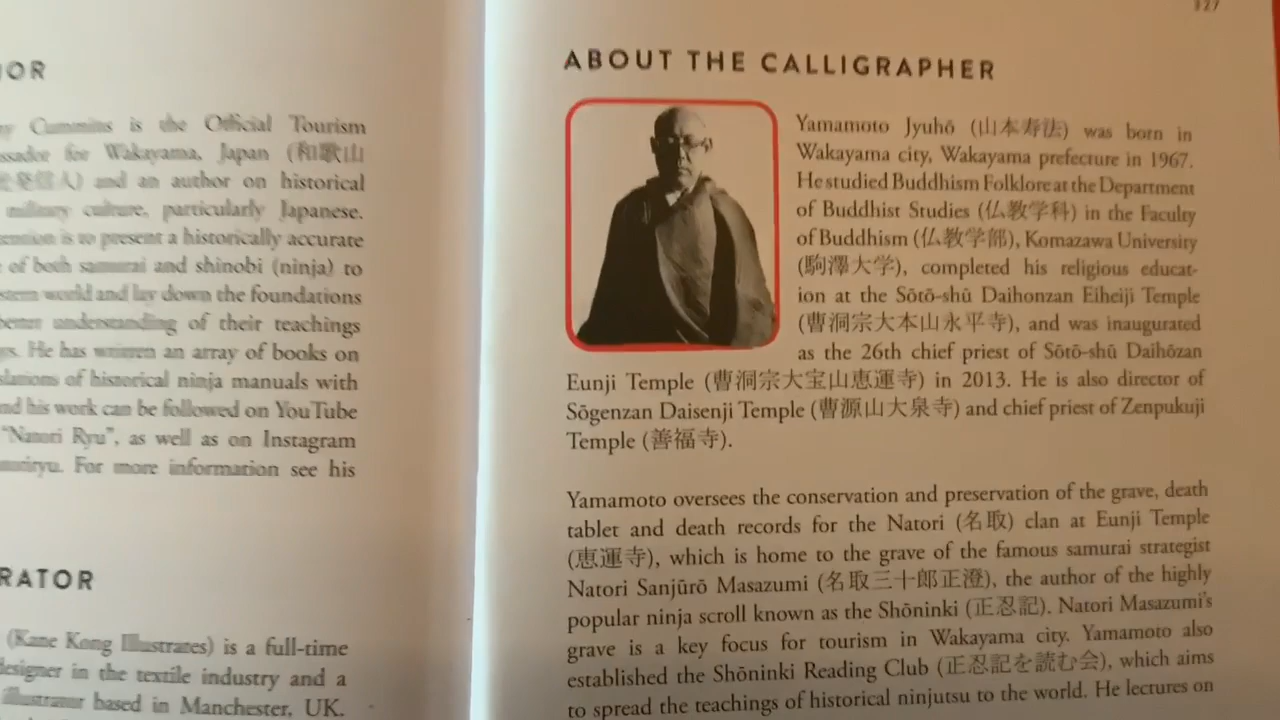 OR
Cummins is the Official Tourism
for Wakayama, Japan (和歌山
信人) and an author on historical
military culture, particularly Japanese.
is to present a historically accurate
of both samurai and shinobi (ninja) to
world and lay down the foundations
better understanding of their teachings
He has written an array of books on
of historical ninja manuals with
his work can be followed on YouTube
"Natori Ryu", as well as on Instagram
For more information see his
RATOR
(Kane Kong Illustrates) is a full-time
designer in the textile industry and a
illustrator based in Manchester, UK.
327
ABOUT THE CALLIGRAPHER
Yamamoto Jyuhō (山本寿法) was born in
Wakayama city, Wakayama prefecture in 1967.
He studied Buddhism Folklore at the Department
of Buddhist Studies (仏教学科) in the Faculty
of Buddhism (仏教学部), Komazawa University
(駒澤大学), completed his religious educat-
ion at the Sōtō-shū Daihonzan Eiheiji Temple
(曹洞宗大本山永平寺), and was inaugurated
as the 26th chief priest of Sōtō-shū Daihōzan
Eunji Temple (曹洞宗大宝山恵運寺) in 2013. He is also director of
Sōgenzan Daisenji Temple (曹源山大泉寺) and chief priest of Zenpukuji
Temple (善福寺).
Yamamoto oversees the conservation and preservation of the grave, death
tablet and death records for the Natori (名取) clan at Eunji Temple
(恵運寺), which is home to the grave of the famous samurai strategist
Natori Sanjūrō Masazumi (名取三十郎正澄), the author of the highly
popular ninja scroll known as the Shōninki (正忍記). Natori Masazumi's
grave is a key focus for tourism in Wakayama city. Yamamoto also
established the Shōninki Reading Club (正忍記を読む会), which aims
to spread the teachings of historical ninjutsu to the world. He lectures on